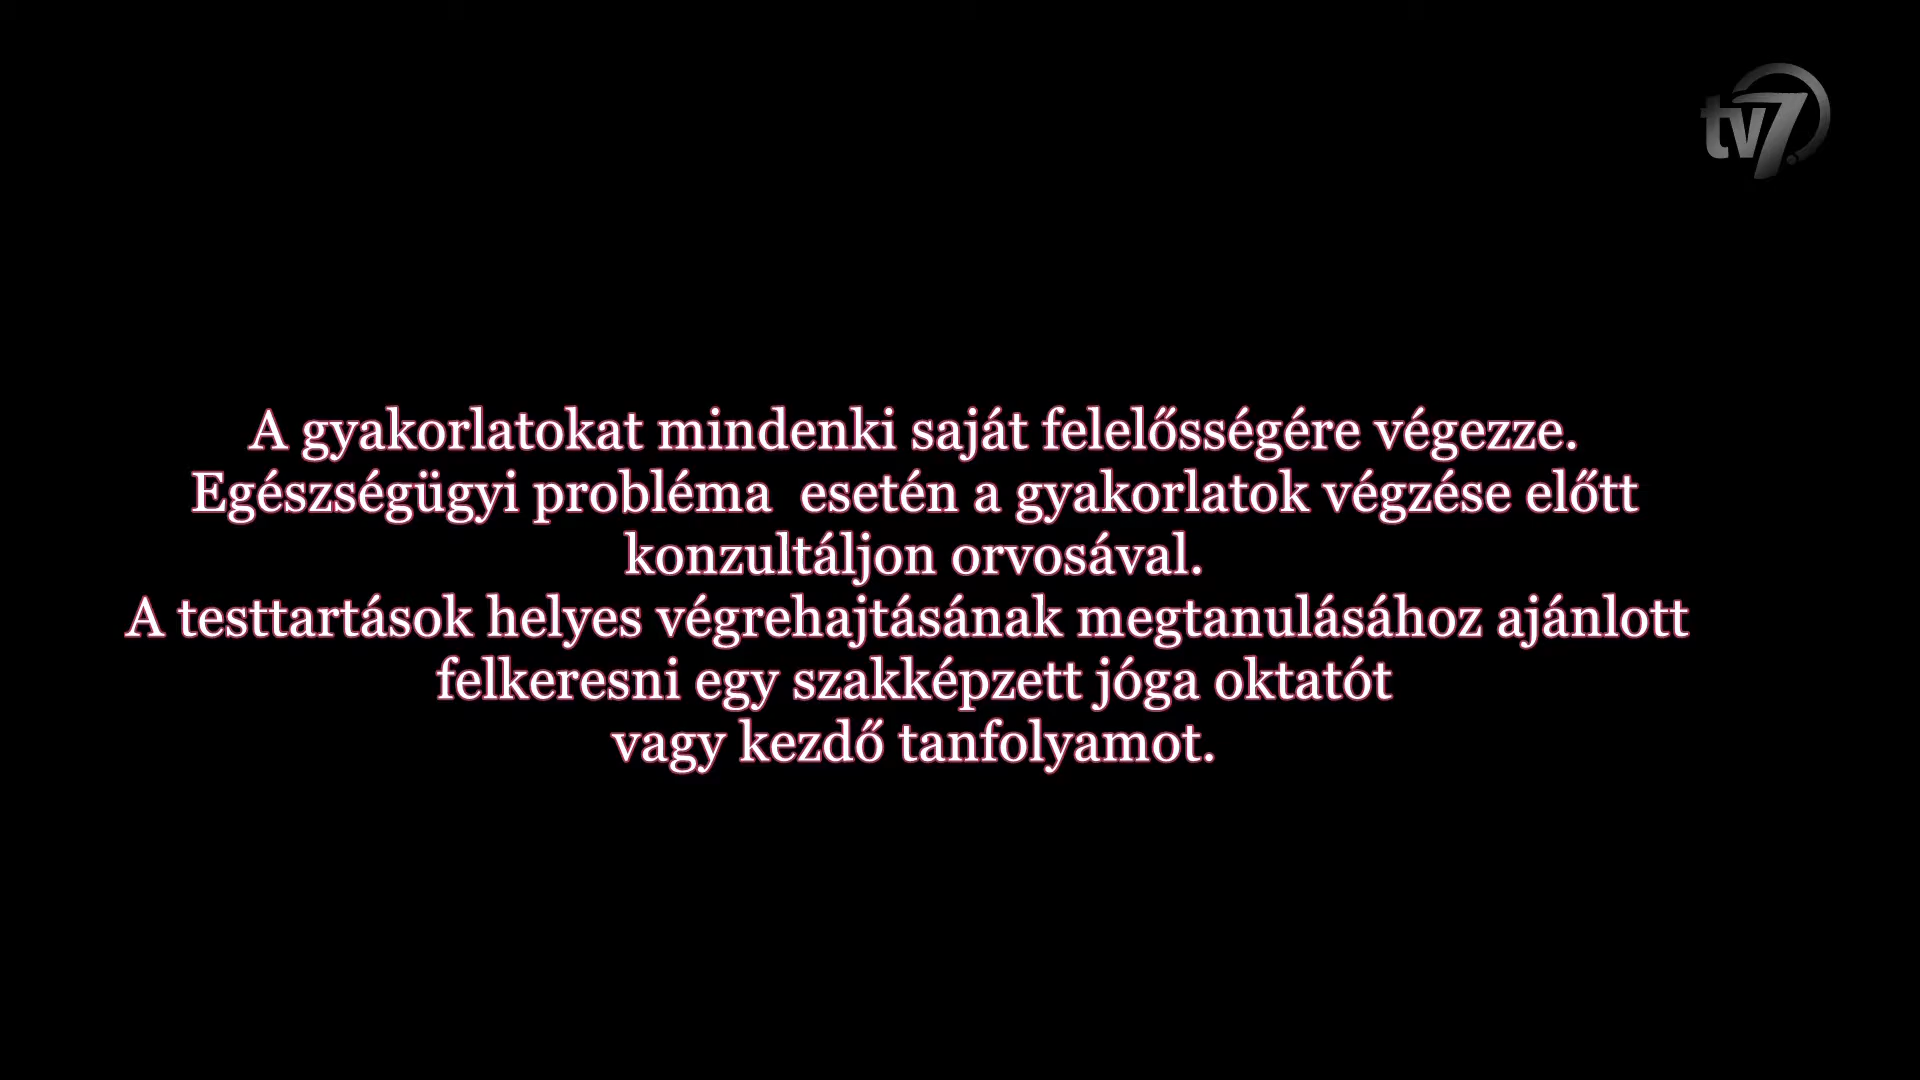 tv7
A gyakorlatokat mindenki saját felelősségére végezze.
Egészségügyi probléma  esetén a gyakorlatok végzése előtt
konzultáljon orvosával.
A testtartások helyes végrehajtásának megtanulásához ajánlott
felkeresni egy szakképzett jóga oktatót
vagy kezdő tanfolyamot.